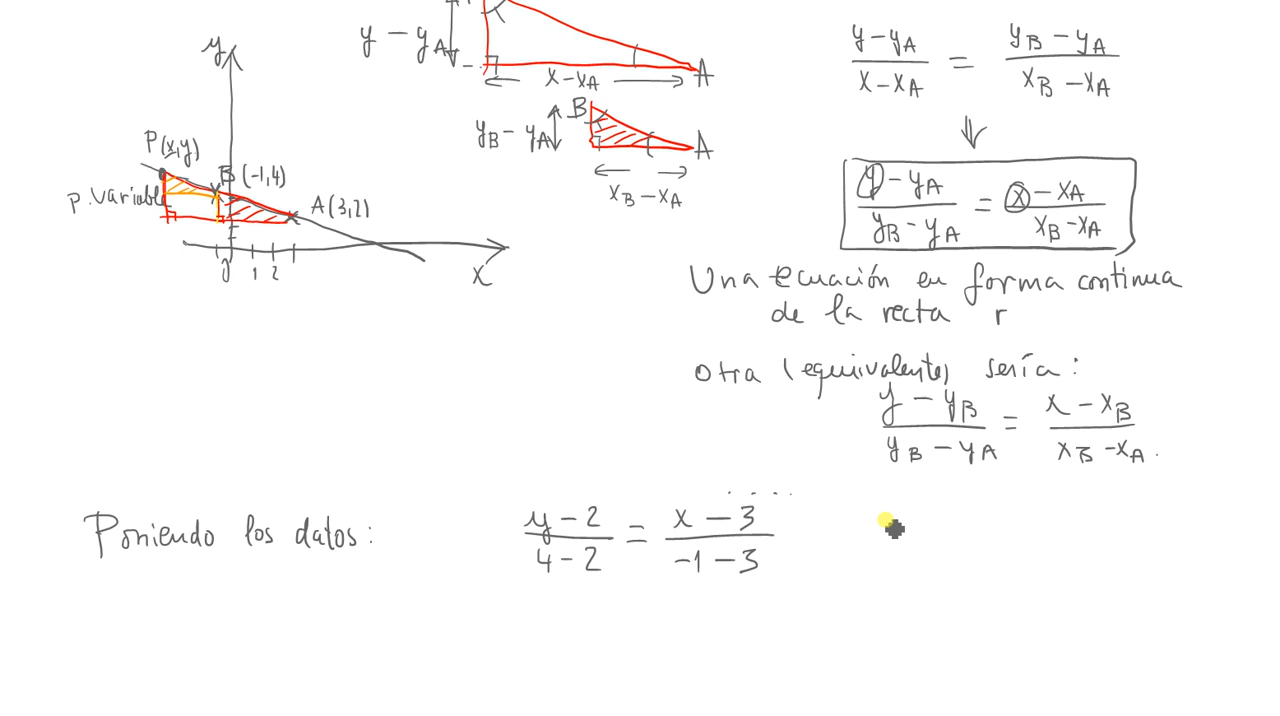 y
P(x,y)
B (-1,4)
p. variable
A (3,2)
0 1 2
x
y - yA
x - xA
A
B
yB - yA
A
xB - xA
(y - yA)/(x - xA) = (yB - yA)/(xB - xA)
⇓
(y - yA)/(yB - yA) = (x - xA)/(xB - xA)
Una ecuación en forma continua
de la recta r
otra (equivalente) sería:
(y - yB)/(yB - yA) = (x - xB)/(xB - xA).
Poniendo los datos: (y - 2)/(4 - 2) = (x - 3)/(-1 - 3)